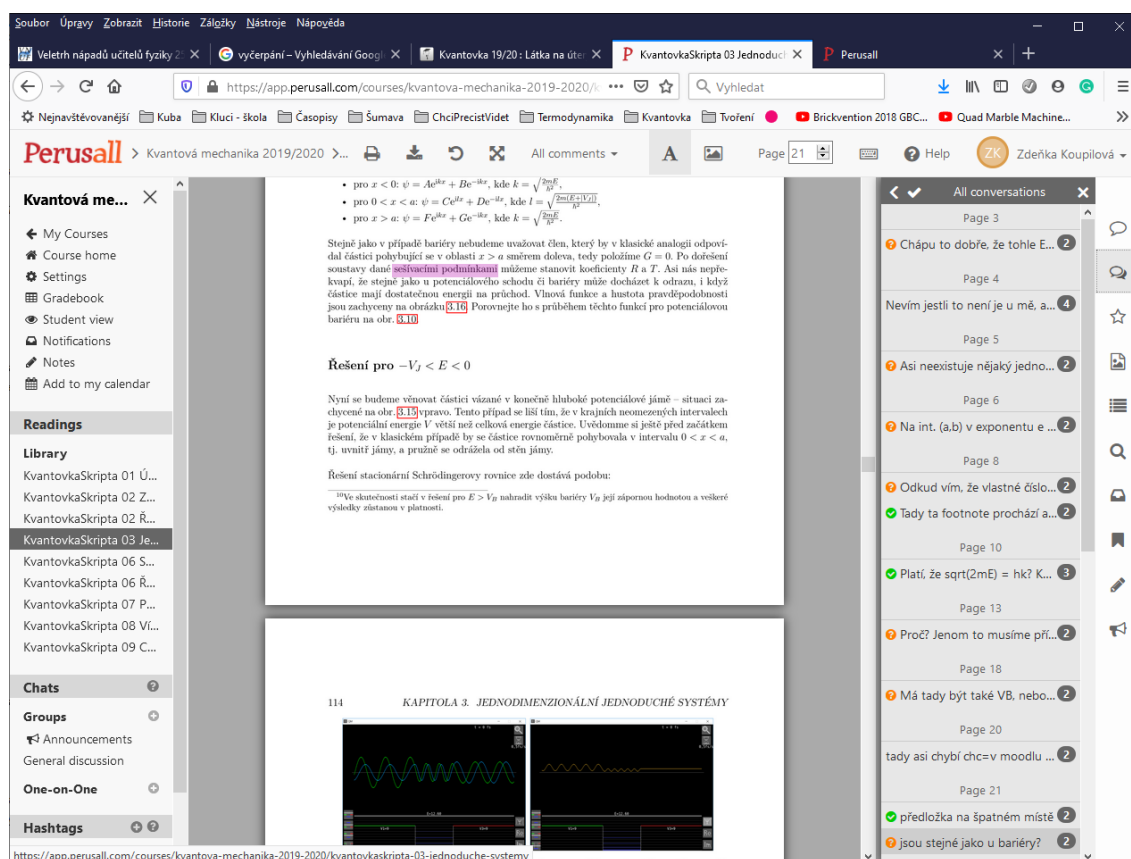 Soubor Úpravy Zobrazit Historie Záložky Nástroje Nápověda
Veletrh nápadů učitelů fyziky 2
vyčerpání – Vyhledávání Googl
Kvantovka 19/20 : Látka na úter
KvantovkaSkripta 03 Jednoduch
Perusall
https://app.perusall.com/courses/kvantova-mechanika-2019-2020/k
Vyhledat
Nejnavštěvovanější Kuba Kluci - škola Časopisy Šumava ChciPrecistVidet Termodynamika Kvantovka Tvoření Brickvention 2018 GBC... Quad Marble Machine...
Perusall > Kvantová mechanika 2019/2020 >... All comments A Page 21 Help ZK Zdeňka Koupilová
Kvantová me...
My Courses
Course home
Settings
Gradebook
Student view
Notifications
Notes
Add to my calendar
Readings
Library
KvantovkaSkripta 01 Ú...
KvantovkaSkripta 02 Z...
KvantovkaSkripta 02 Ř...
KvantovkaSkripta 03 Je...
KvantovkaSkripta 06 S...
KvantovkaSkripta 06 Ř...
KvantovkaSkripta 07 P...
KvantovkaSkripta 08 Ví...
KvantovkaSkripta 09 C...
Chats
Groups
Announcements
General discussion
One-on-One
Hashtags
https://app.perusall.com/courses/kvantova-mechanika-2019-2020/kvantovkaskripta-03-jednoduche-systemy
• pro x < 0: ψ = Ae^{ikx} + Be^{−ikx}, kde k = √(2mE/ħ²),
• pro 0 < x < a: ψ = Ce^{ilx} + De^{−ilx}, kde l = √(2m(E+|V_J|)/ħ²),
• pro x > a: ψ = Fe^{ikx} + Ge^{−ikx}, kde k = √(2mE/ħ²).
Stejně jako v případě bariéry nebudeme uvažovat člen, který by v klasické analogii odpoví-
dal částici pohybující se v oblasti x > a směrem doleva, tedy položíme G = 0. Po dořešení
soustavy dané sešívacími podmínkami můžeme stanovit koeficienty R a T. Asi nás nepře-
kvapí, že stejně jako u potenciálového schodu či bariéry může docházet k odrazu, i když
částice mají dostatečnou energii na průchod. Vlnová funkce a hustota pravděpodobnosti
jsou zachyceny na obrázku 3.16. Porovnejte ho s průběhem těchto funkcí pro potenciálovou
bariéru na obr. 3.10.
Řešení pro −V_J < E < 0
Nyní se budeme věnovat částici vázané v konečně hluboké potenciálové jámě – situaci za-
chycené na obr. 3.15 vpravo. Tento případ se liší tím, že v krajních neomezených intervalech
je potenciální energie V větší než celková energie částice. Uvědomme si ještě před začátkem
řešení, že v klasickém případě by se částice rovnoměrně pohybovala v intervalu 0 < x < a,
tj. uvnitř jámy, a pružně se odrážela od stěn jámy.
Řešení stacionární Schrödingerovy rovnice zde dostává podobu:
¹⁰Ve skutečnosti stačí v řešení pro E > V_B nahradit výšku bariéry V_B její zápornou hodnotou a veškeré
výsledky zůstanou v platnosti.
114 KAPITOLA 3. JEDNODIMENZIONÁLNÍ JEDNODUCHÉ SYSTÉMY
All conversations
Page 3
Chápu to dobře, že tohle E... 2
Page 4
Nevím jestli to není je u mě, a... 4
Page 5
Asi neexistuje nějaký jedno... 2
Page 6
Na int. (a,b) v exponentu e ... 2
Page 8
Odkud vím, že vlastné číslo... 2
Tady ta footnote prochází a... 2
Page 10
Platí, že sqrt(2mE) = hk? K... 3
Page 13
Proč? Jenom to musíme pří... 2
Page 18
Má tady být také VB, nebo... 2
Page 20
tady asi chybí chc=v moodlu ... 2
Page 21
předložka na špatném místě 2
jsou stejné jako u bariéry? 2